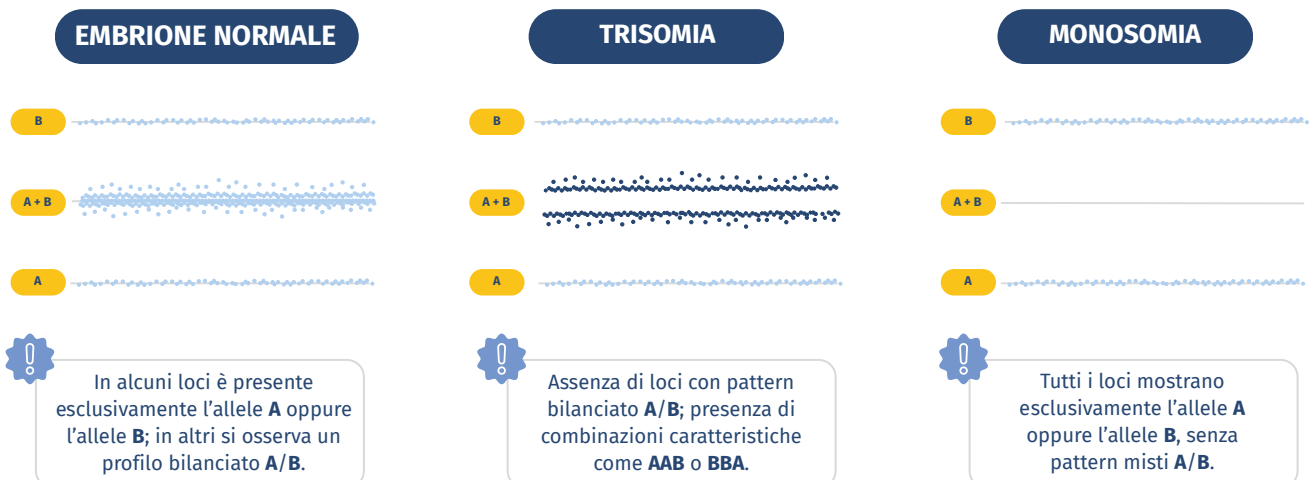 EMBRIONE NORMALE
B
A + B
A
In alcuni loci è presente
esclusivamente l’allele A oppure
l’allele B; in altri si osserva un
profilo bilanciato A/B.
TRISOMIA
B
A + B
A
Assenza di loci con pattern
bilanciato A/B; presenza di
combinazioni caratteristiche
come AAB o BBA.
MONOSOMIA
B
A + B
A
Tutti i loci mostrano
esclusivamente l’allele A
oppure l’allele B, senza
pattern misti A/B.